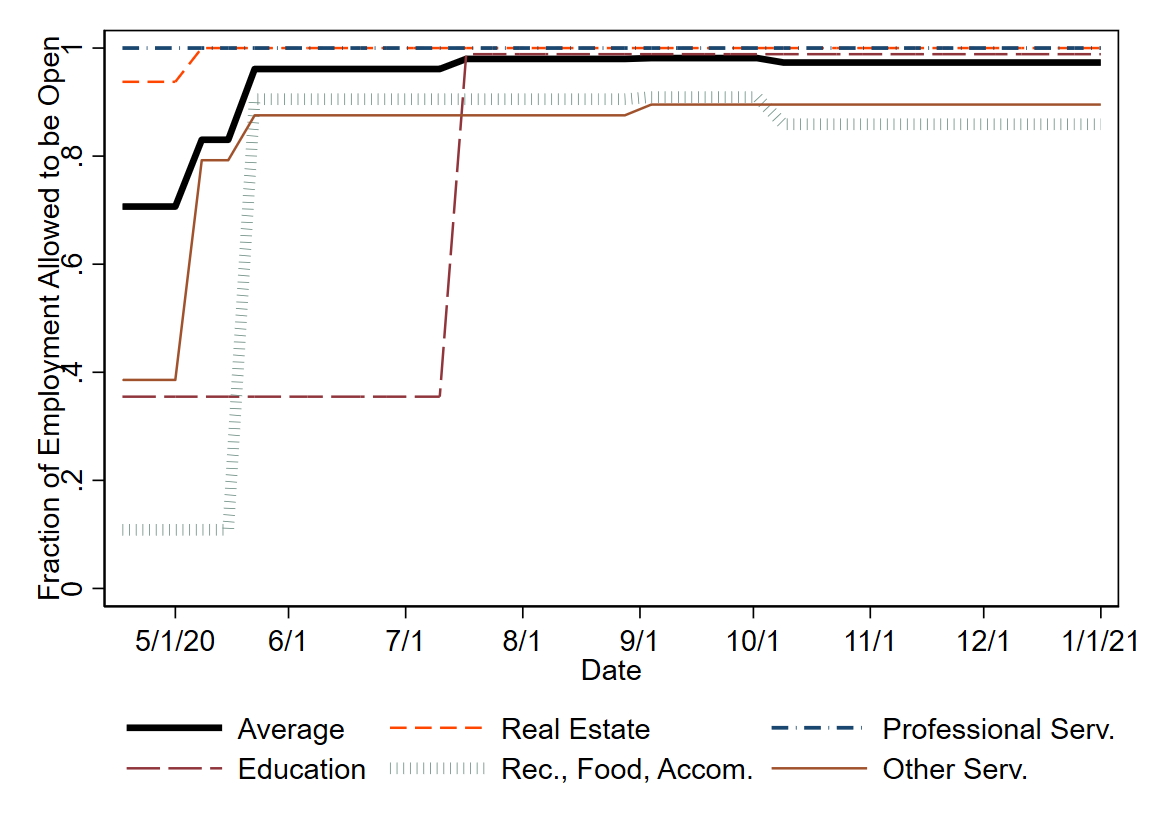 Fraction of Employment Allowed to be Open
1
.8
.6
.4
.2
0
5/1/20 6/1 7/1 8/1 9/1 10/1 11/1 12/1 1/1/21
Date
Average Real Estate Professional Serv.
Education Rec., Food, Accom. Other Serv.